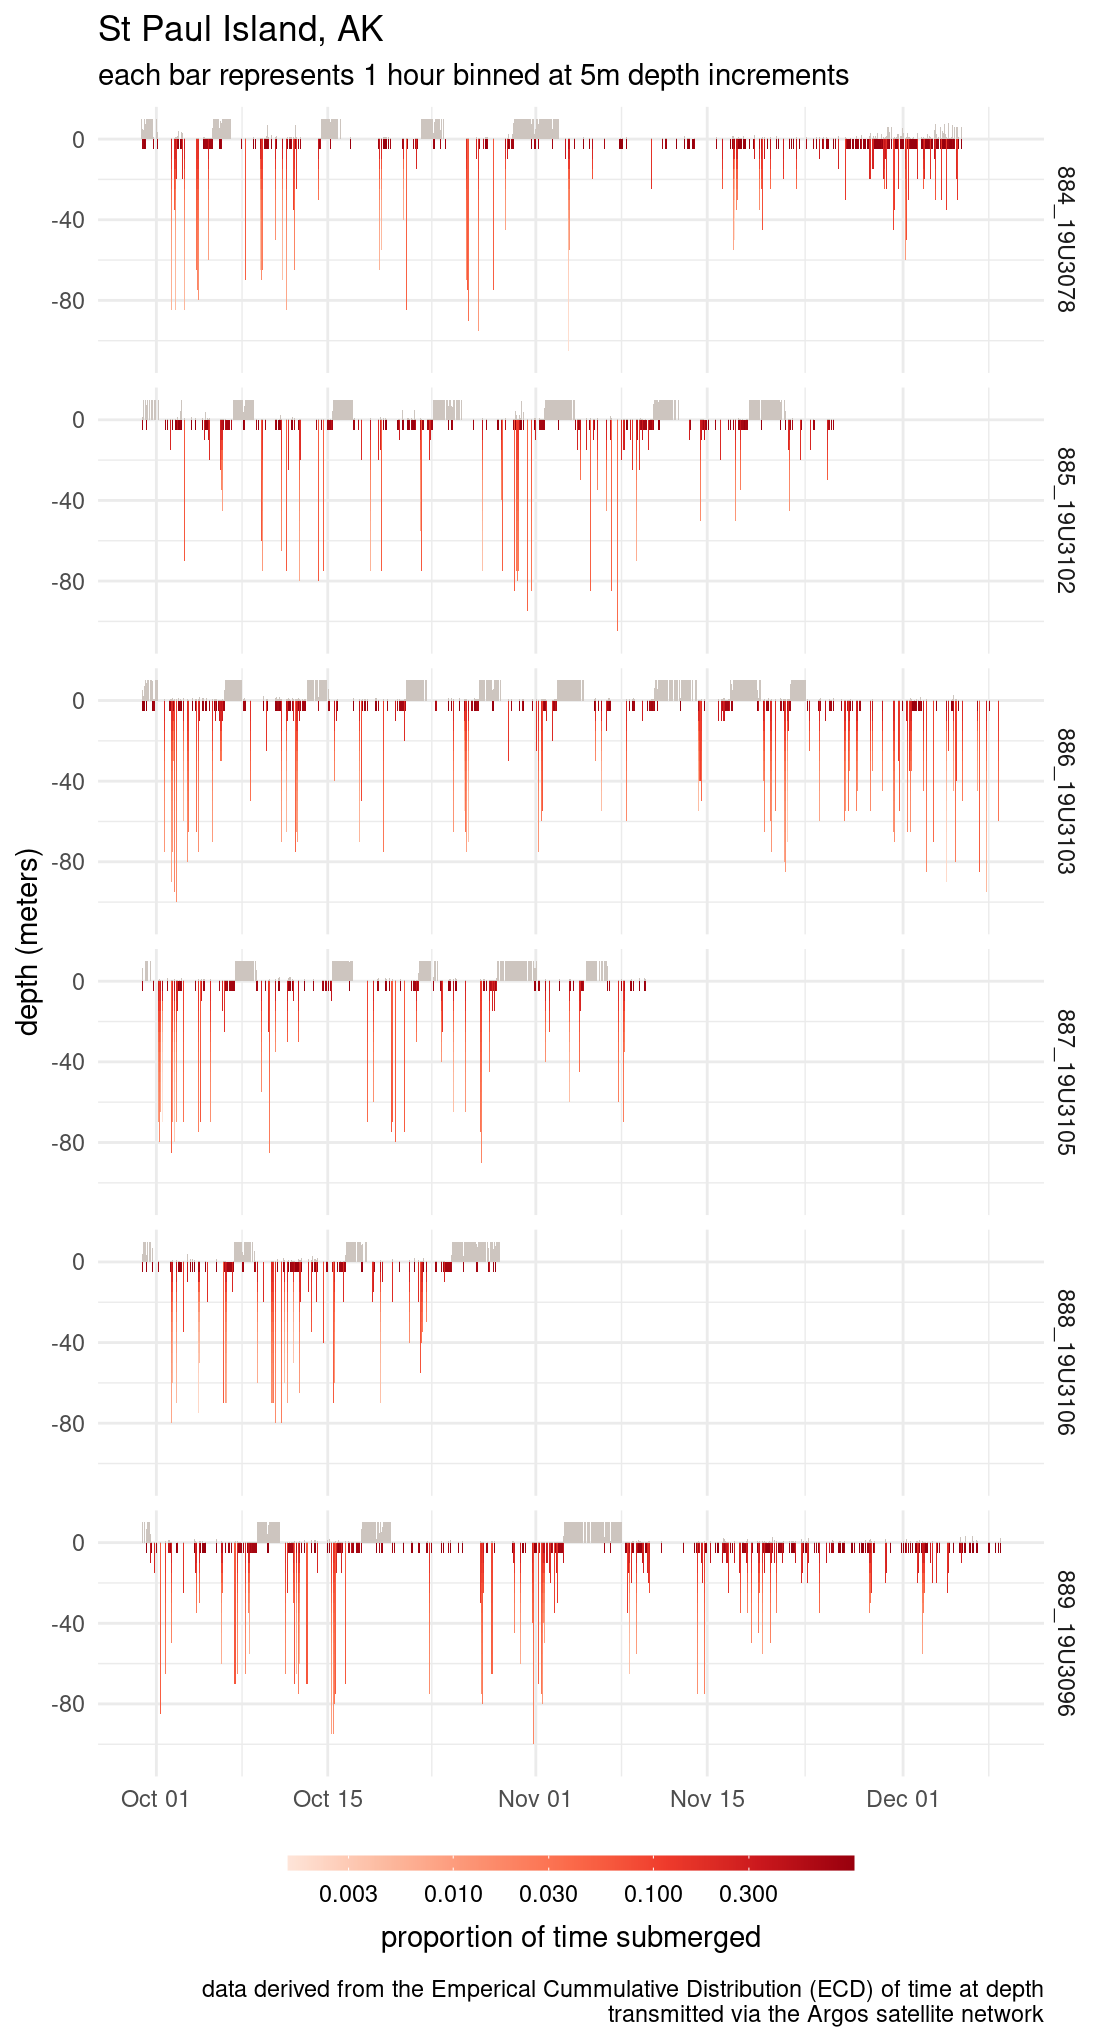 St Paul Island, AK
each bar represents 1 hour binned at 5m depth increments
depth (meters)
0
-40
-80
884_19U3078
0
-40
-80
885_19U3102
0
-40
-80
886_19U3103
0
-40
-80
887_19U3105
0
-40
-80
888_19U3106
0
-40
-80
889_19U3096
Oct 01 Oct 15 Nov 01 Nov 15 Dec 01
0.003 0.010 0.030 0.100 0.300
proportion of time submerged
data derived from the Emperical Cummulative Distribution (ECD) of time at depth
transmitted via the Argos satellite network